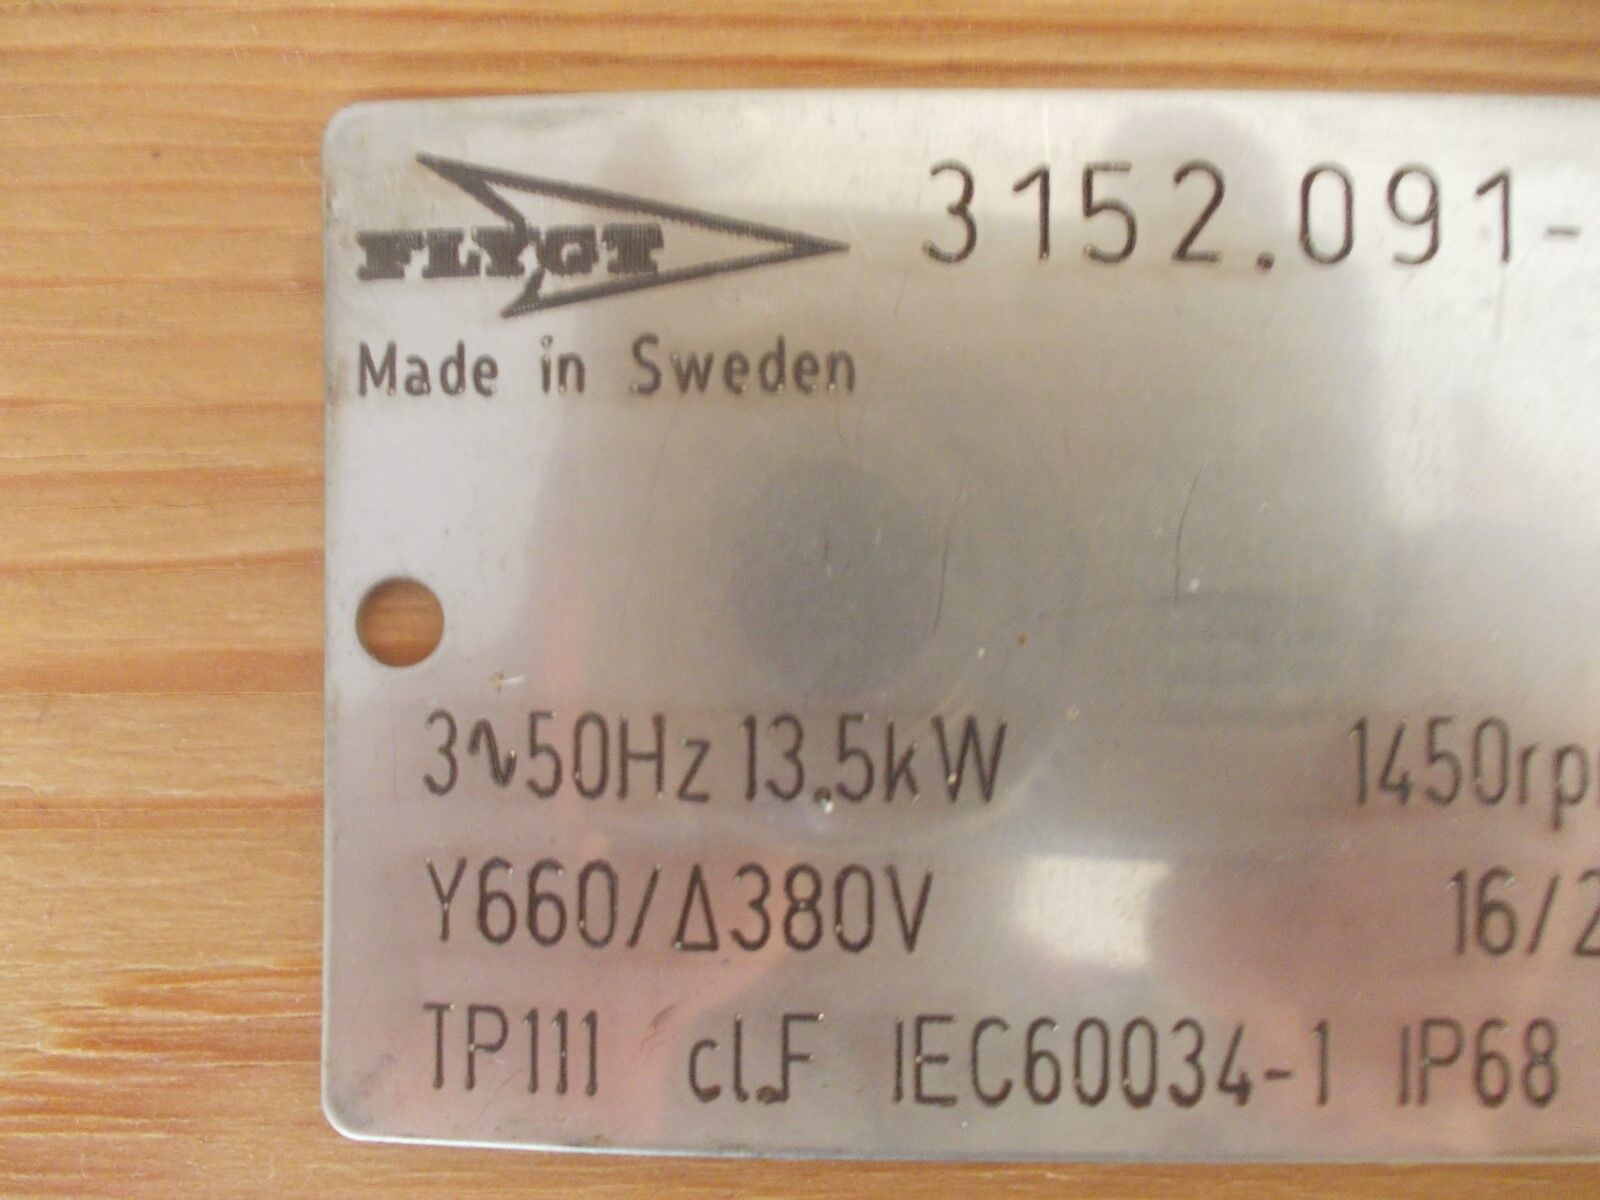 FLYGT 3152.091-
Made in Sweden
3∿50Hz 13.5kW 1450rp
Y660/Δ380V 16/2
TP111 cl.F IEC60034-1 IP68